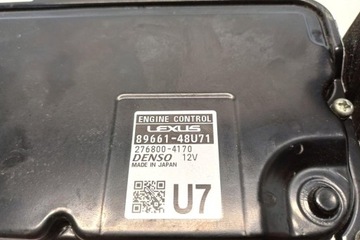 ENGINE CONTROL
LEXUS
89661-48U71
276800-4170
DENSO 12V
MADE IN JAPAN
U7